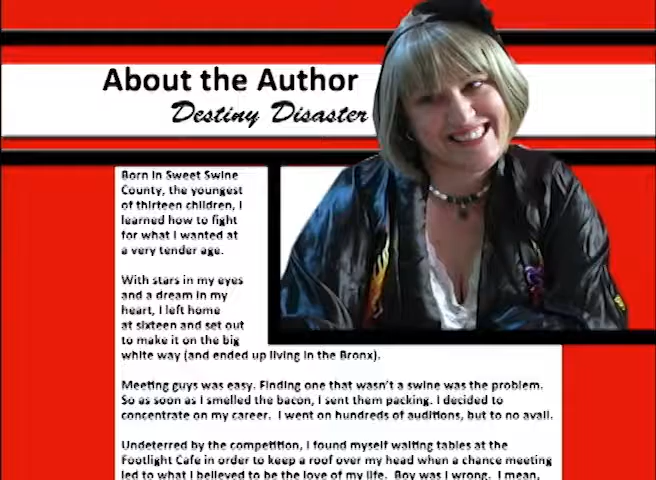 About the Author
Destiny Disaster
Born in Sweet Swine
County, the youngest
of thirteen children, I
learned how to fight
for what I wanted at
a very tender age.
With stars in my eyes
and a dream in my
heart, I left home
at sixteen and set out
to make it on the big
white way (and ended up living in the Bronx).
Meeting guys was easy. Finding one that wasn't a swine was the problem.
So as soon as I smelled the bacon, I sent them packing. I decided to
concentrate on my career. I went on hundreds of auditions, but to no avail.
Undeterred by the competition, I found myself waiting tables at the
Footlight Cafe in order to keep a roof over my head when a chance meeting
led to what I believed to be the love of my life. Boy was I wrong. I mean,